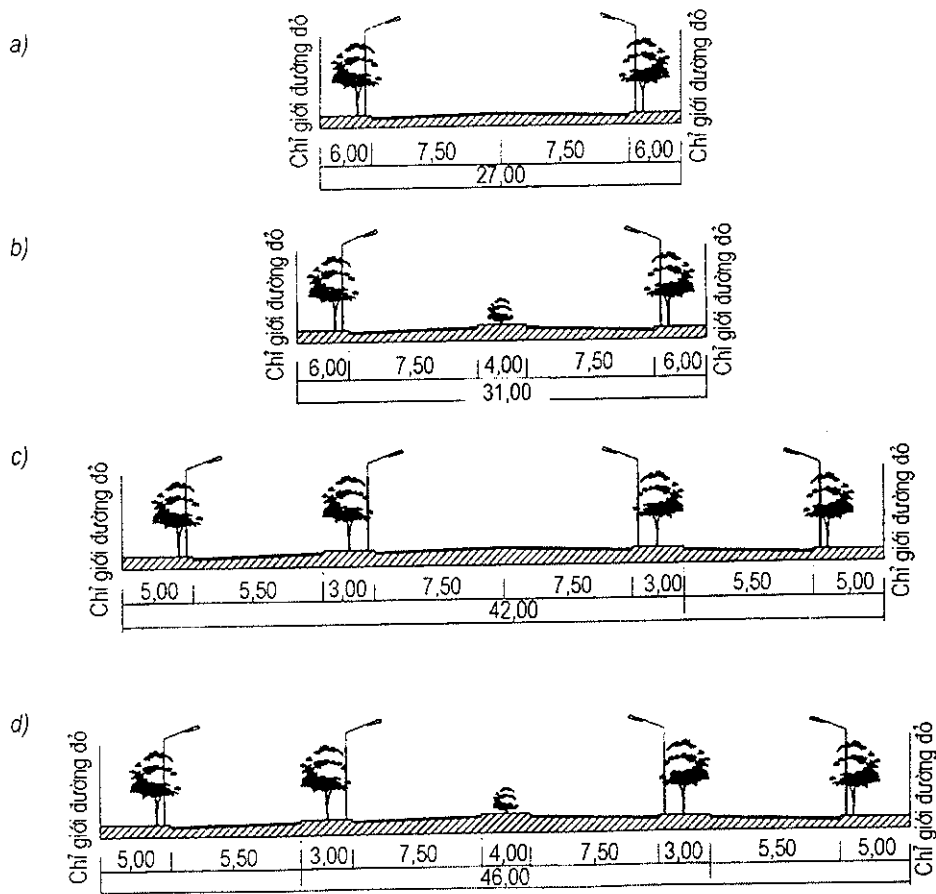 a)
Chỉ giới đường đỏ
Chỉ giới đường đỏ
6,00 7,50 7,50 6,00
27,00
b)
Chỉ giới đường đỏ
Chỉ giới đường đỏ
6,00 7,50 4,00 7,50 6,00
31,00
c)
Chỉ giới đường đỏ
Chỉ giới đường đỏ
5,00 5,50 3,00 7,50 7,50 3,00 5,50 5,00
42,00
d)
Chỉ giới đường đỏ
Chỉ giới đường đỏ
5,00 5,50 3,00 7,50 4,00 7,50 3,00 5,50 5,00
46,00